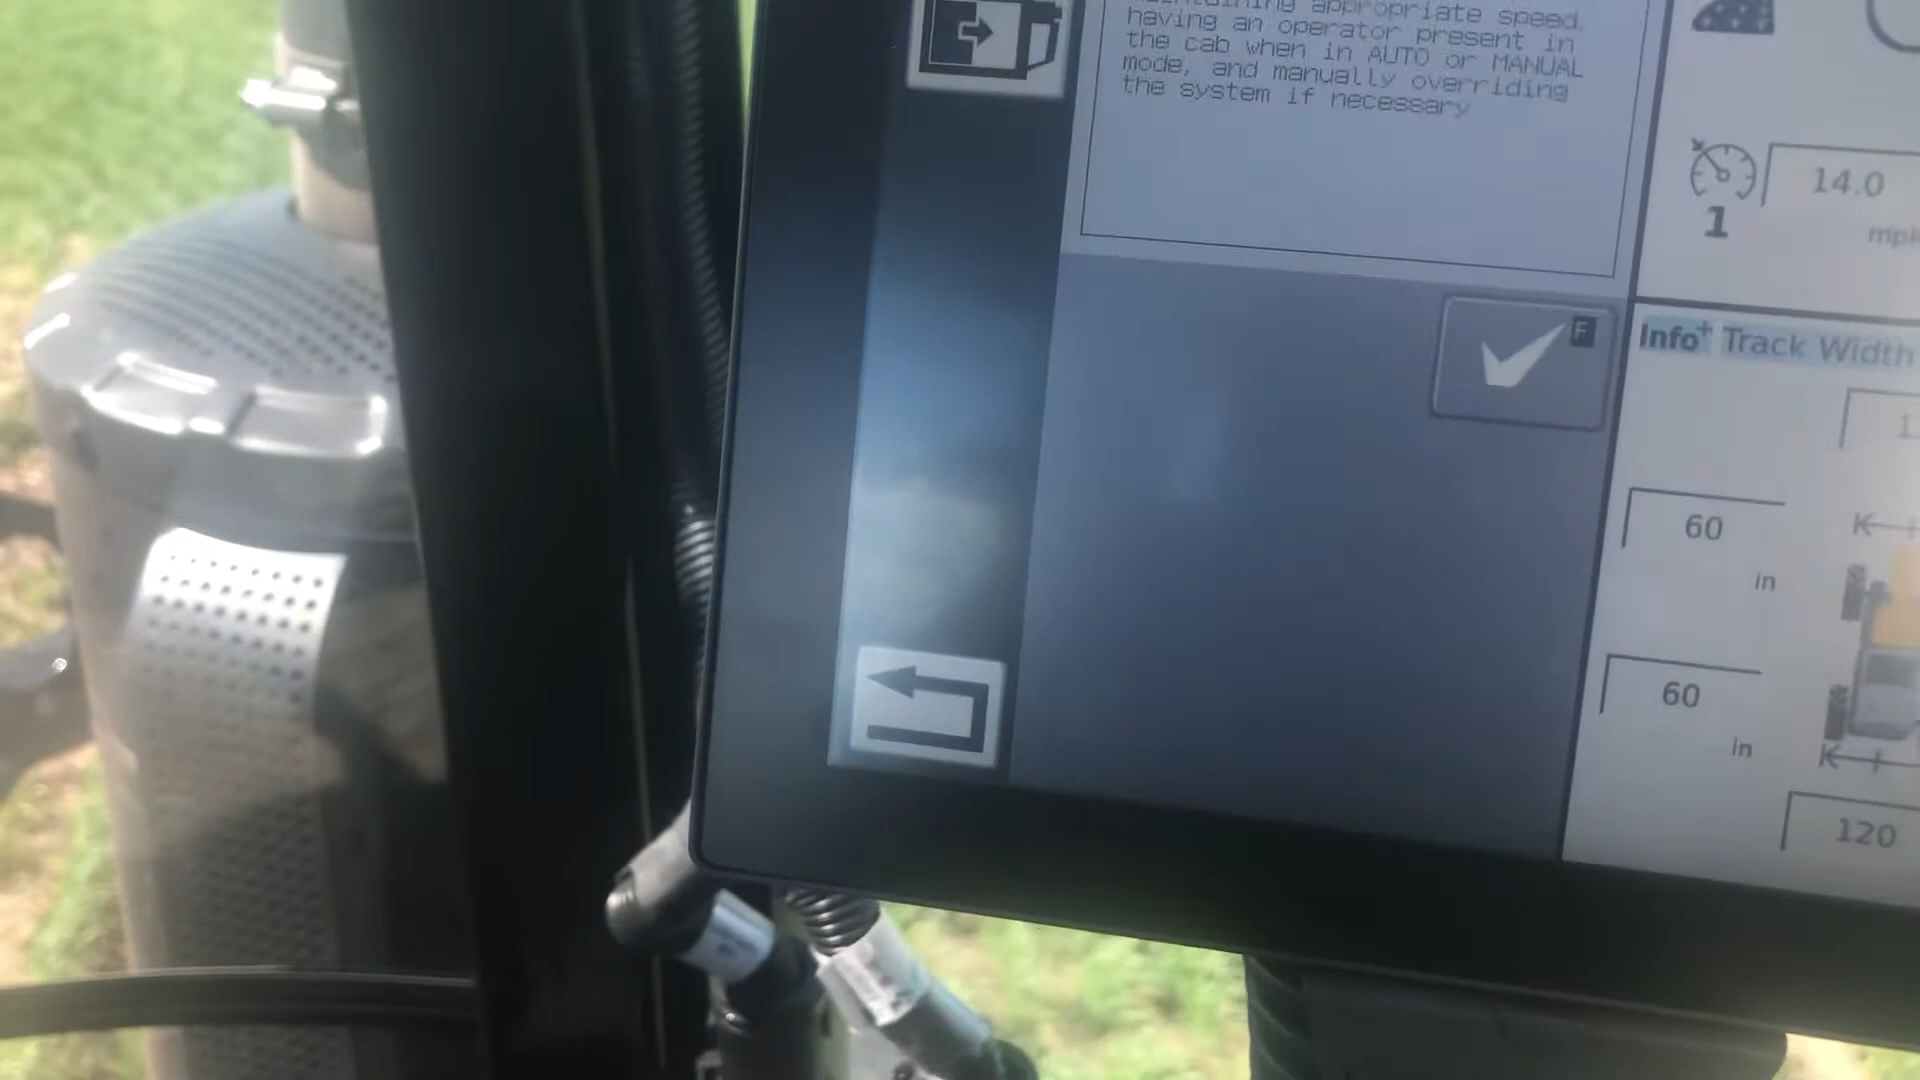 appropriate speed.
having an operator present in
the cab when in AUTO or MANUAL
mode, and manually overriding
the system if necessary
14.0
1
mph
F
Info+ Track Width
60
in
60
in
120